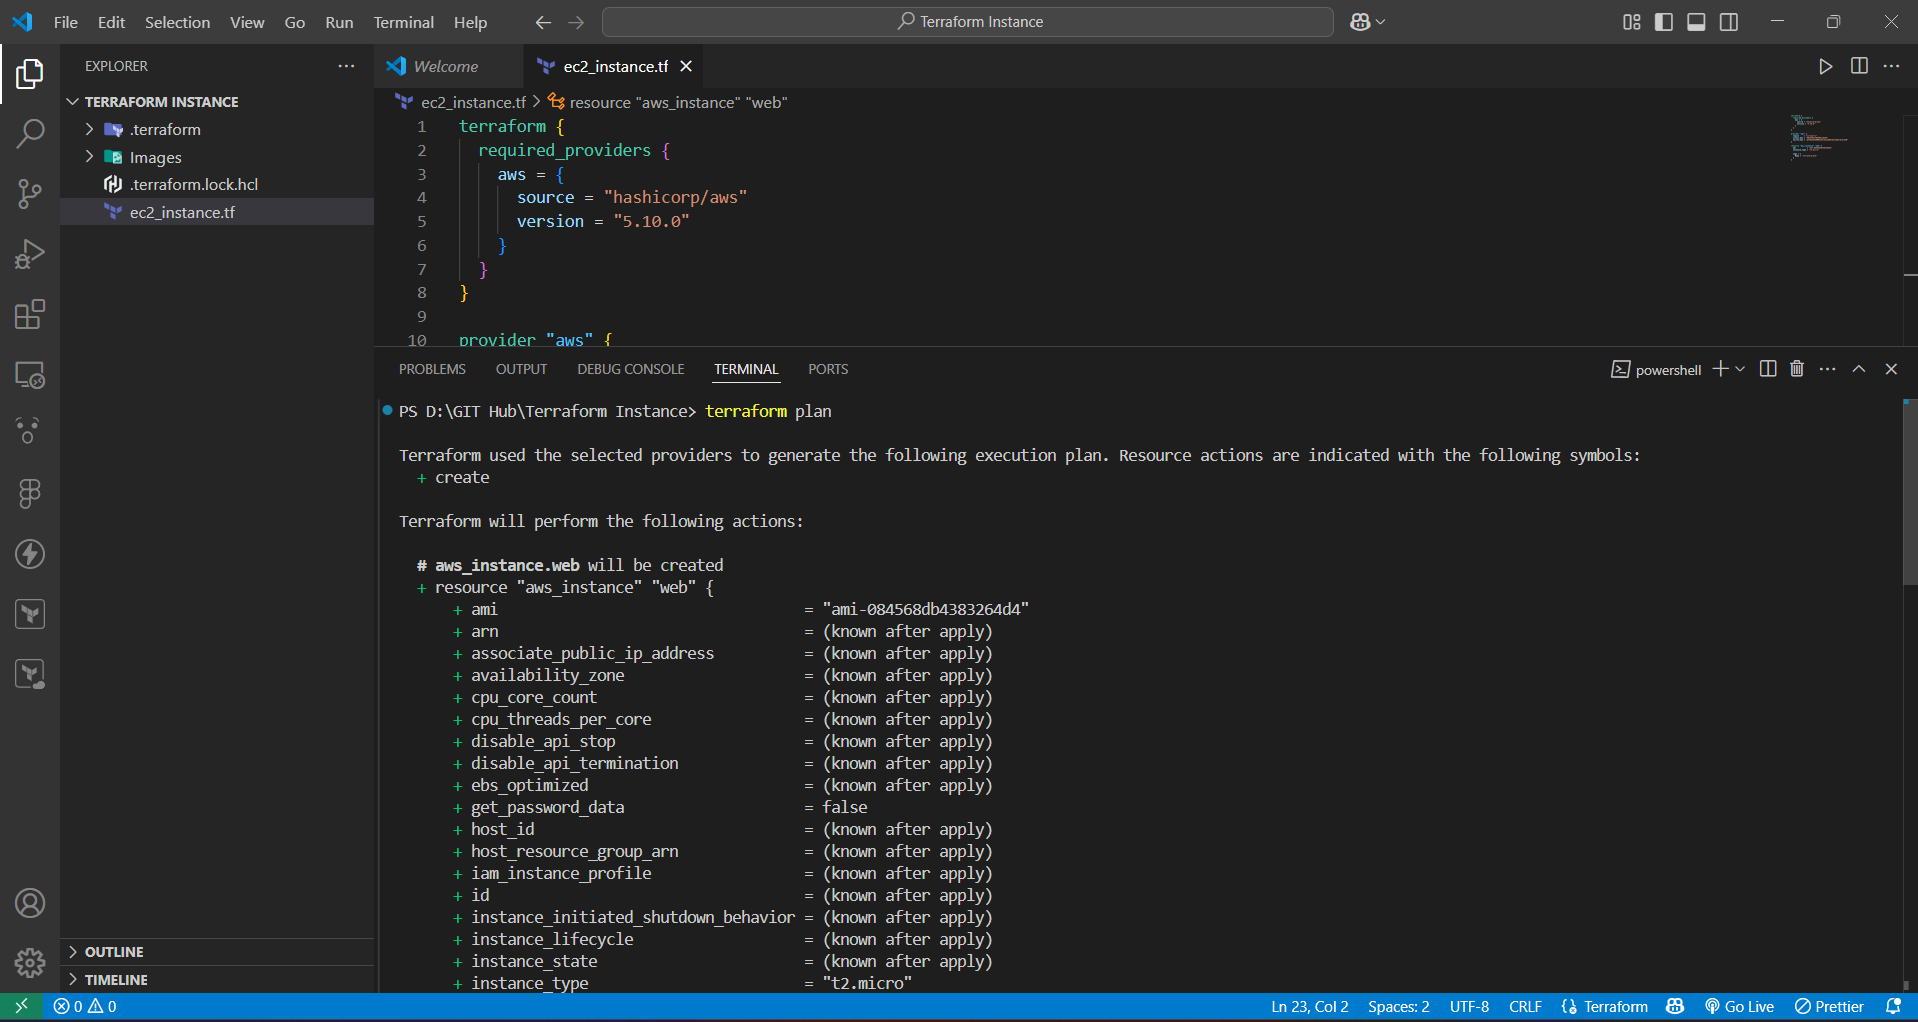 File Edit Selection View Go Run Terminal Help
Terraform Instance
EXPLORER
TERRAFORM INSTANCE
.terraform
Images
.terraform.lock.hcl
ec2_instance.tf
OUTLINE
TIMELINE
Welcome
ec2_instance.tf
ec2_instance.tf > resource "aws_instance" "web"
1 terraform {
2 required_providers {
3 aws = {
4 source = "hashicorp/aws"
5 version = "5.10.0"
6 }
7 }
8 }
9
10 provider "aws" {
PROBLEMS OUTPUT DEBUG CONSOLE TERMINAL PORTS
powershell
PS D:\GIT Hub\Terraform Instance> terraform plan
Terraform used the selected providers to generate the following execution plan. Resource actions are indicated with the following symbols:
+ create
Terraform will perform the following actions:
# aws_instance.web will be created
+ resource "aws_instance" "web" {
+ ami = "ami-084568db4383264d4"
+ arn = (known after apply)
+ associate_public_ip_address = (known after apply)
+ availability_zone = (known after apply)
+ cpu_core_count = (known after apply)
+ cpu_threads_per_core = (known after apply)
+ disable_api_stop = (known after apply)
+ disable_api_termination = (known after apply)
+ ebs_optimized = (known after apply)
+ get_password_data = false
+ host_id = (known after apply)
+ host_resource_group_arn = (known after apply)
+ iam_instance_profile = (known after apply)
+ id = (known after apply)
+ instance_initiated_shutdown_behavior = (known after apply)
+ instance_lifecycle = (known after apply)
+ instance_state = (known after apply)
+ instance_type = "t2.micro"
0 0
Ln 23, Col 2 Spaces: 2 UTF-8 CRLF Terraform Go Live Prettier